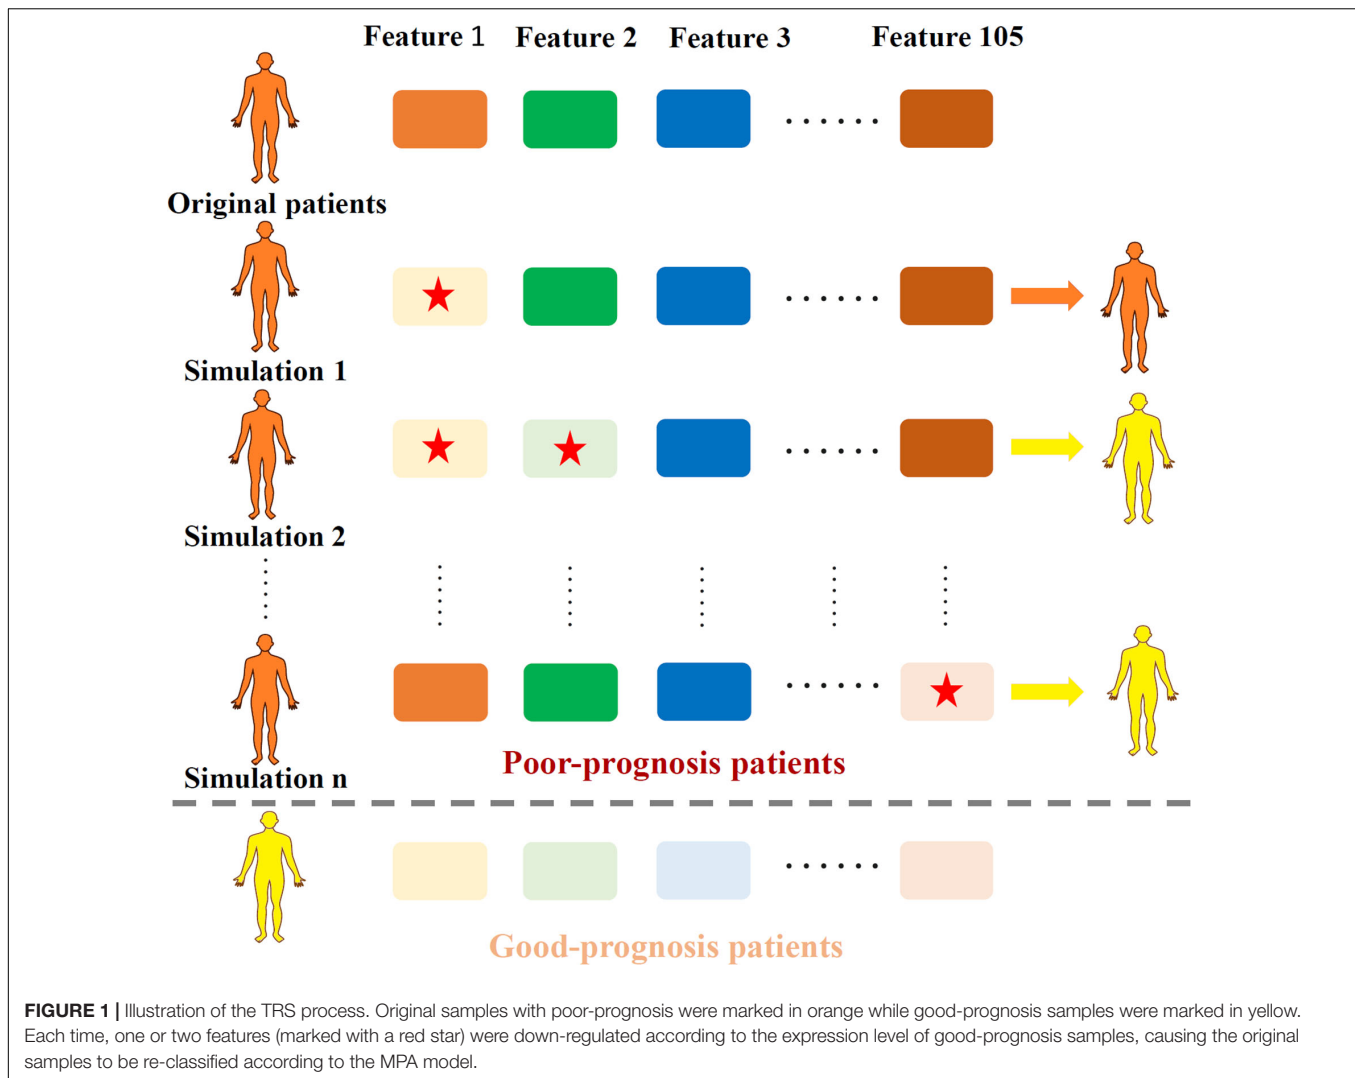 Feature 1 Feature 2 Feature 3 Feature 105
Original patients
Simulation 1
Simulation 2
Poor-prognosis patients
Simulation n
Good-prognosis patients
FIGURE 1 | Illustration of the TRS process. Original samples with poor-prognosis were marked in orange while good-prognosis samples were marked in yellow.
Each time, one or two features (marked with a red star) were down-regulated according to the expression level of good-prognosis samples, causing the original
samples to be re-classified according to the MPA model.